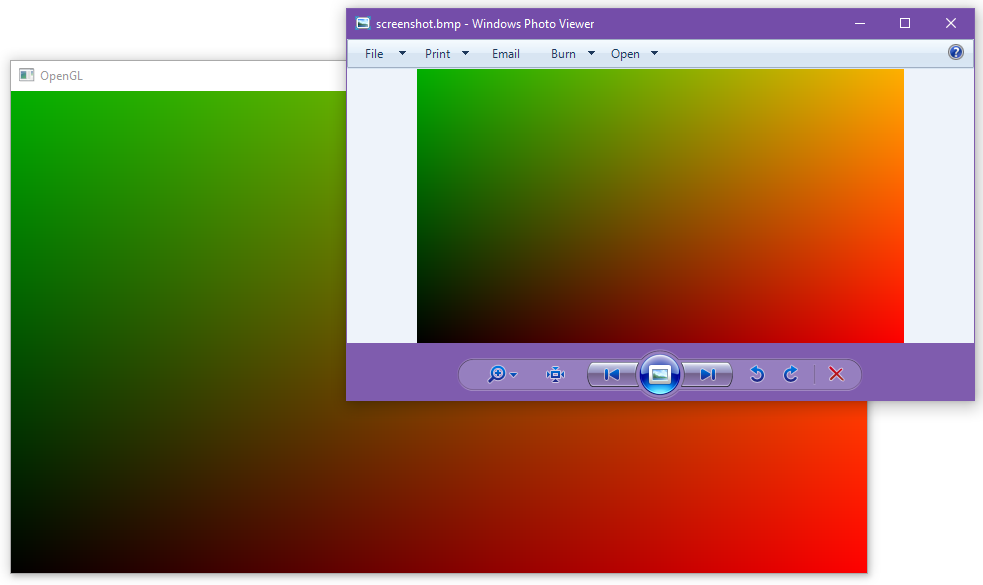 screenshot.bmp - Windows Photo Viewer
File Print Email Burn Open ?
OpenGL